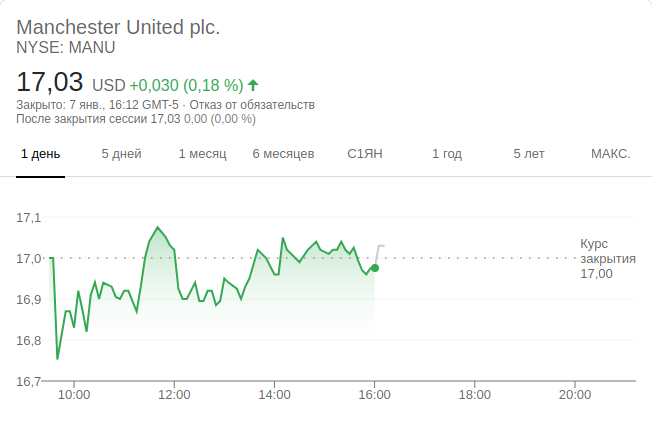 Manchester United plc.
NYSE: MANU
17,03 USD +0,030 (0,18 %)
Закрыто: 7 янв., 16:12 GMT-5 · Отказ от обязательств
После закрытия сессии 17,03 0,00 (0,00 %)
1 день 5 дней 1 месяц 6 месяцев С1ЯН 1 год 5 лет МАКС.
17,1
17,0
16,9
16,8
16,7
Курс
закрытия
17,00
10:00 12:00 14:00 16:00 18:00 20:00